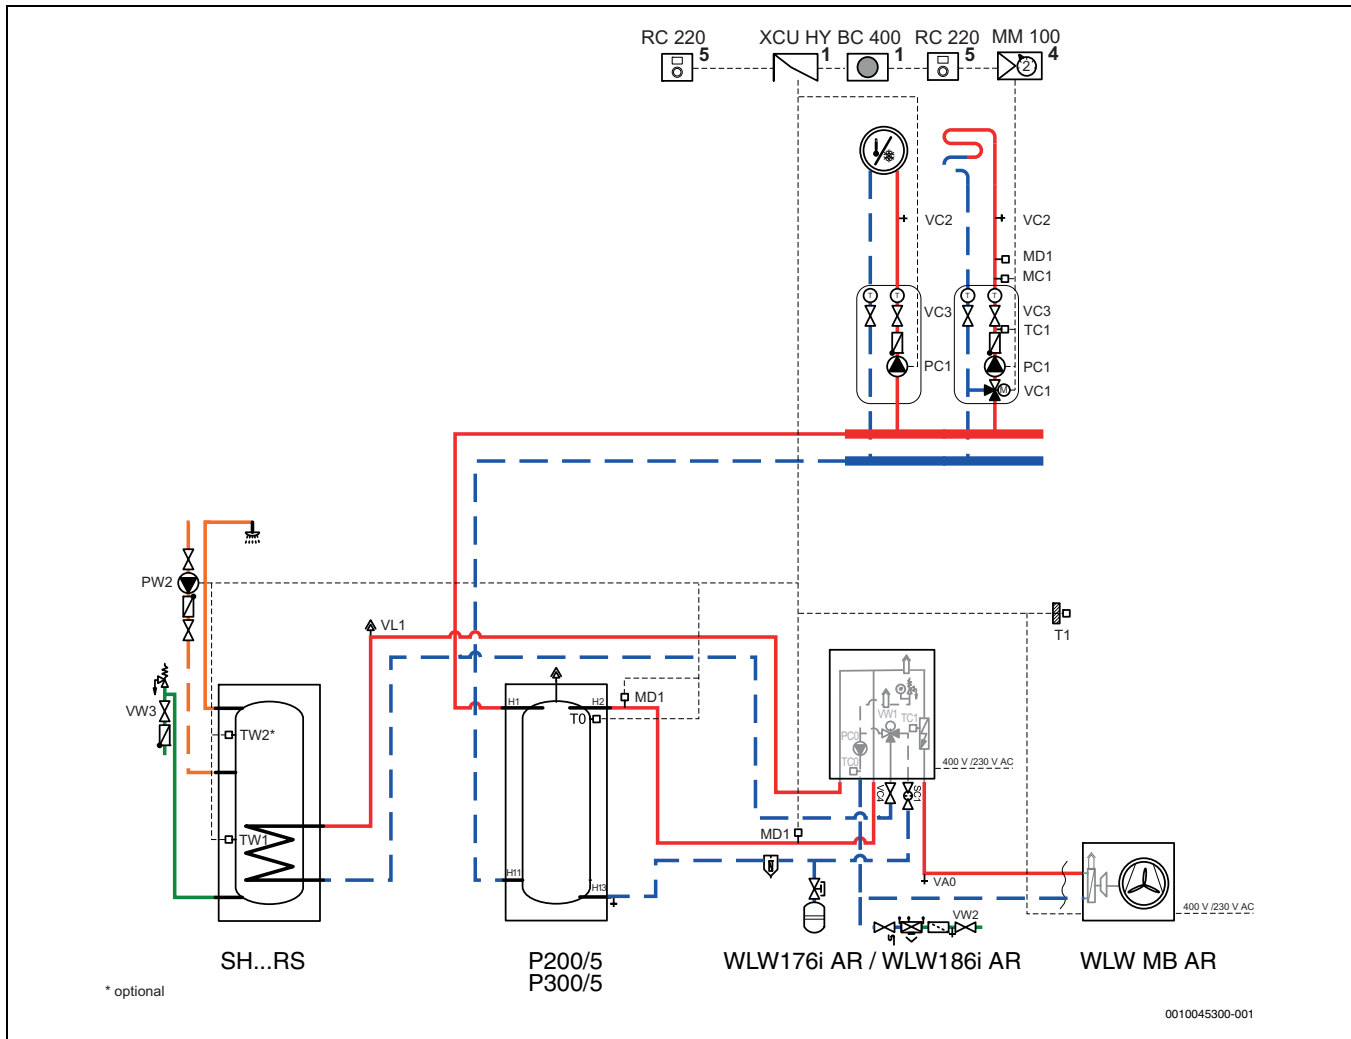 RC 220 5 XCU HY 1 BC 400 1 RC 220 5 MM 100 4
2
VC2 VC2
MD1
MC1
T T T T
VC3 VC3
TC1
PC1 PC1
M VC1
PW2
VL1
T1
VW3
H1 H2 MD1
T0
TW2*
VW1 TC1
PC0
TC0
400 V /230 V AC
VC4 SC1
TW1
MD1
H11 H13
VA0
400 V /230 V AC
VW2
SH...RS
P200/5
P300/5
WLW176i AR / WLW186i AR
WLW MB AR
* optional
0010045300-001